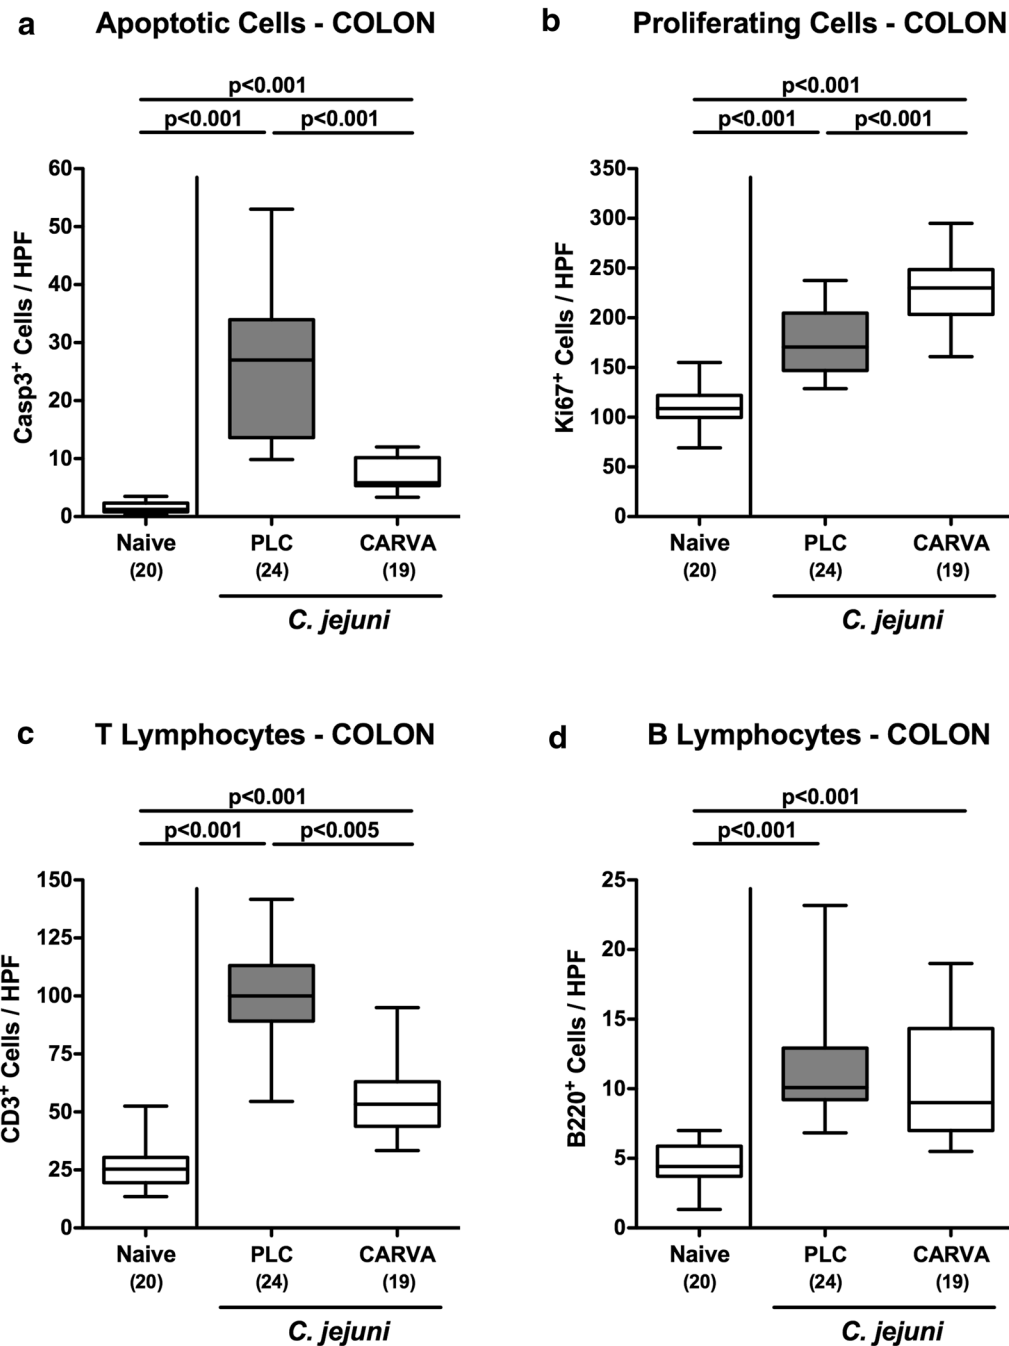 a Apoptotic Cells - COLON
p<0.001
p<0.001 p<0.001
Casp3+ Cells / HPF
60
50
40
30
20
10
0
Naive PLC CARVA
(20) (24) (19)
C. jejuni
b Proliferating Cells - COLON
p<0.001
p<0.001 p<0.001
Ki67+ Cells / HPF
350
300
250
200
150
100
50
0
Naive PLC CARVA
(20) (24) (19)
C. jejuni
c T Lymphocytes - COLON
p<0.001
p<0.001 p<0.005
CD3+ Cells / HPF
150
125
100
75
50
25
0
Naive PLC CARVA
(20) (24) (19)
C. jejuni
d B Lymphocytes - COLON
p<0.001
p<0.001
B220+ Cells / HPF
25
20
15
10
5
0
Naive PLC CARVA
(20) (24) (19)
C. jejuni